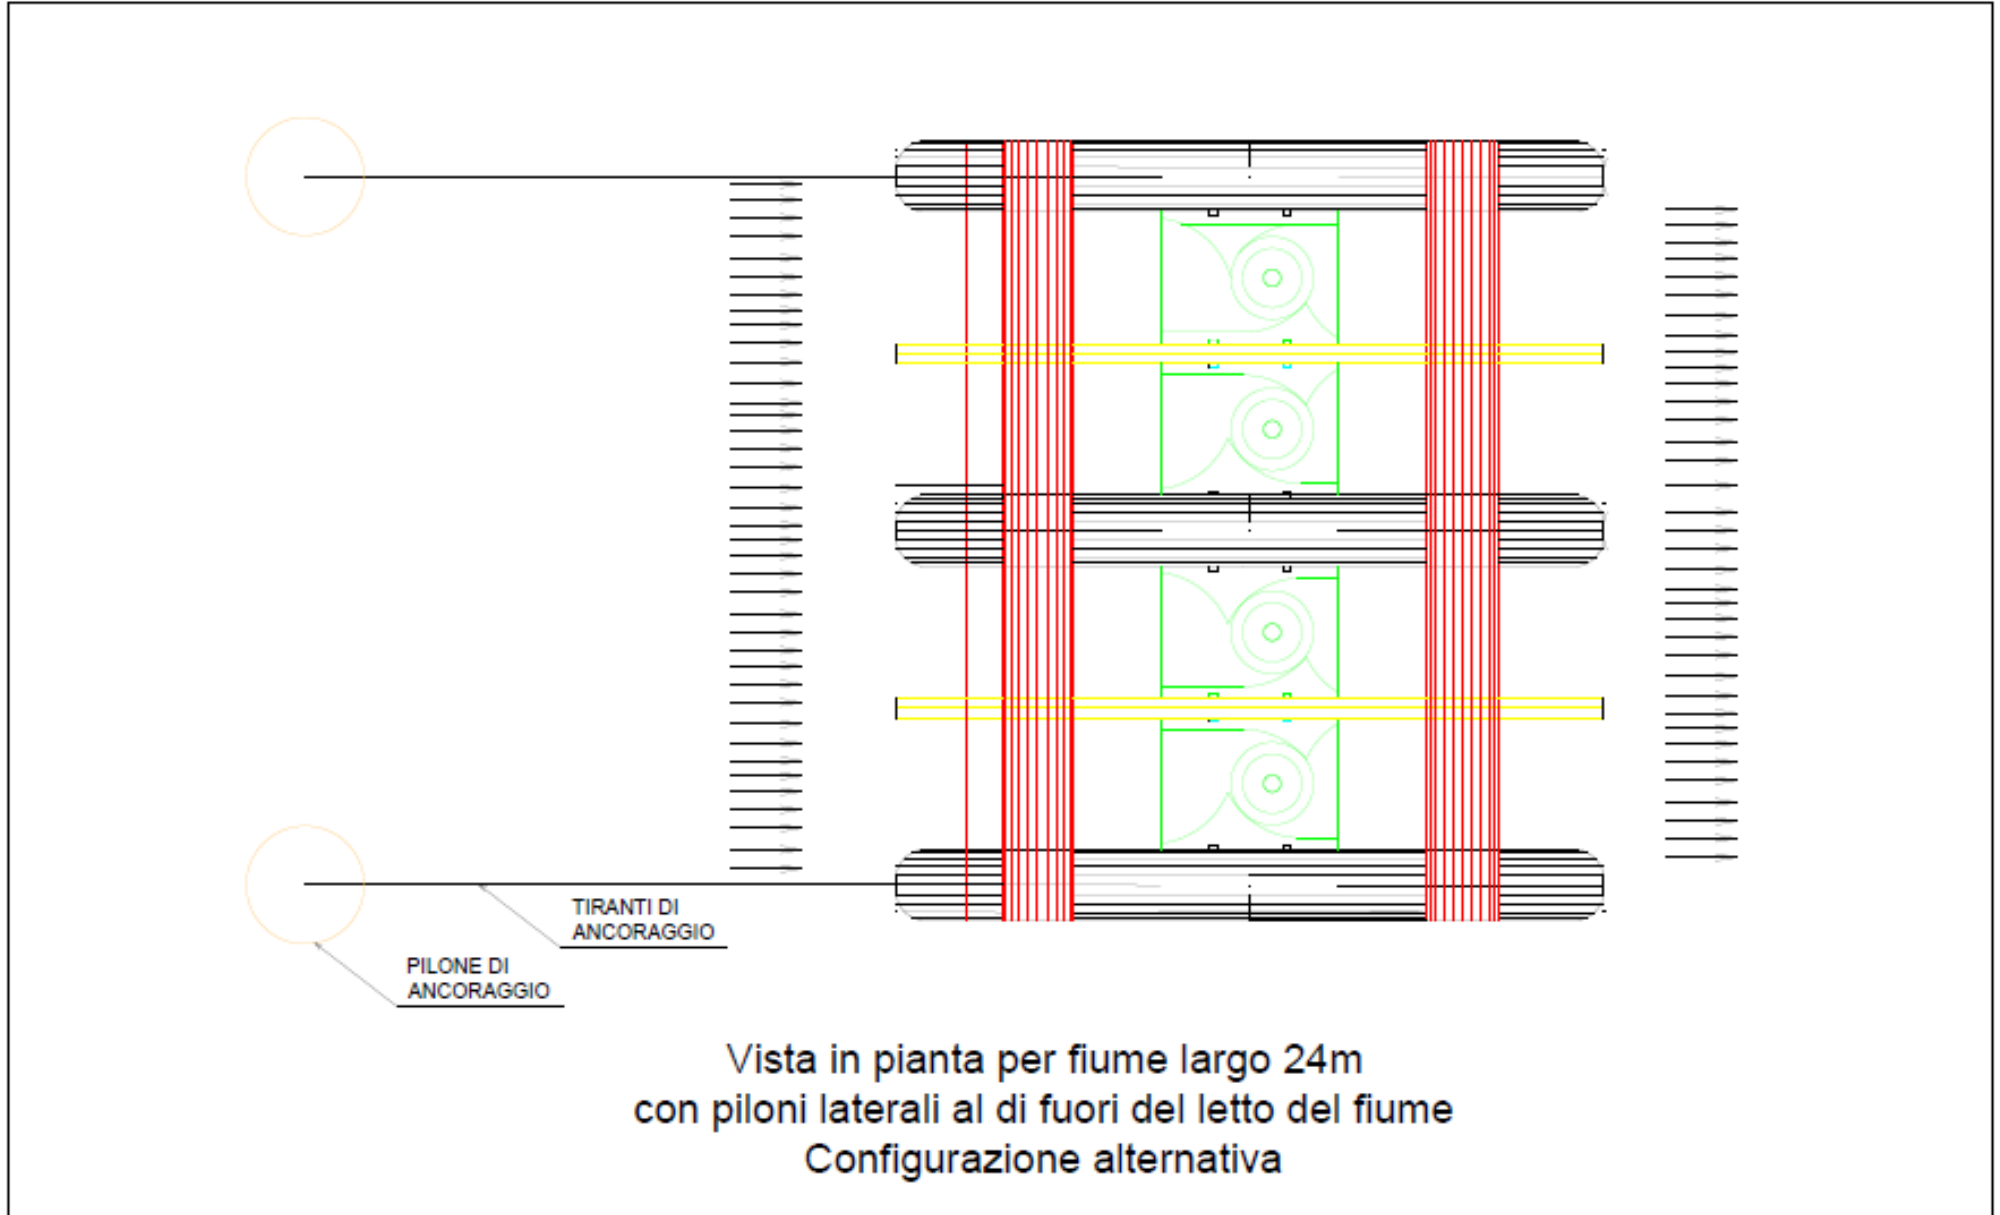 TIRANTI DI
ANCORAGGIO
PILONE DI
ANCORAGGIO
Vista in pianta per fiume largo 24m
con piloni laterali al di fuori del letto del fiume
Configurazione alternativa